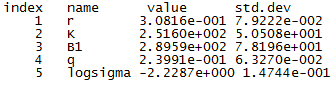 index name value std.dev
1 r 3.0816e-001 7.9222e-002
2 K 2.5160e+002 5.0508e+001
3 B1 2.8959e+002 7.8196e+001
4 q 2.3991e-001 6.3270e-002
5 logsigma -2.2287e+000 1.4744e-001